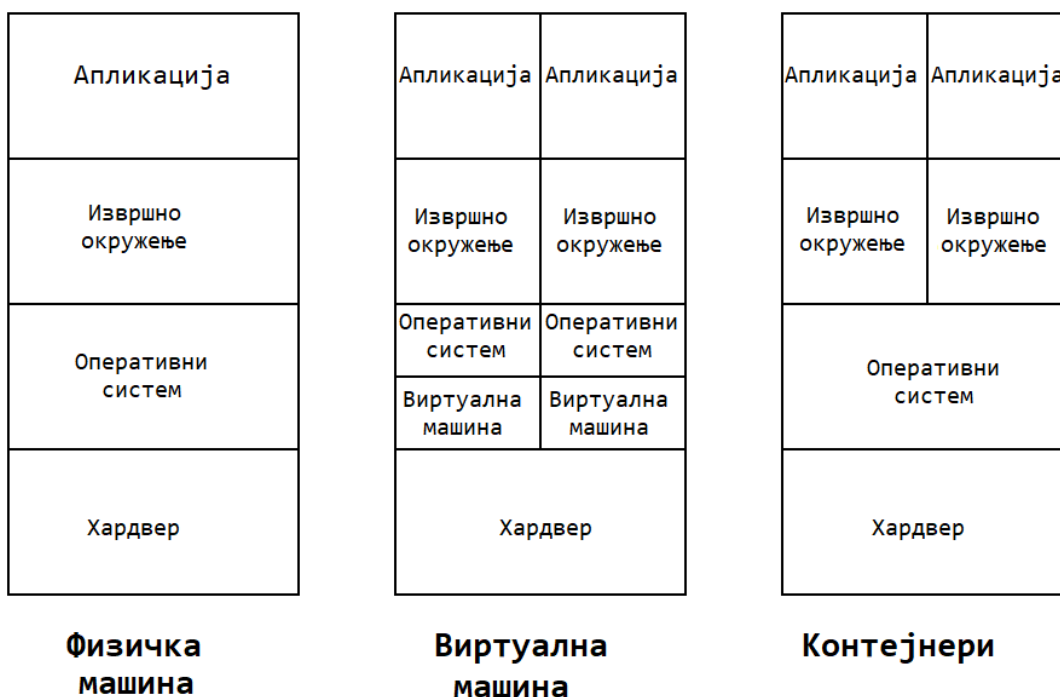 Апликација
Извршно
окружење
Оперативни
систем
Хардвер
Физичка
машина
Апликација Апликација
Извршно Извршно
окружење окружење
Оперативни Оперативни
систем систем
Виртуална Виртуална
машина машина
Хардвер
Виртуална
машина
Апликација Апликација
Извршно Извршно
окружење окружење
Оперативни
систем
Хардвер
Контејнери